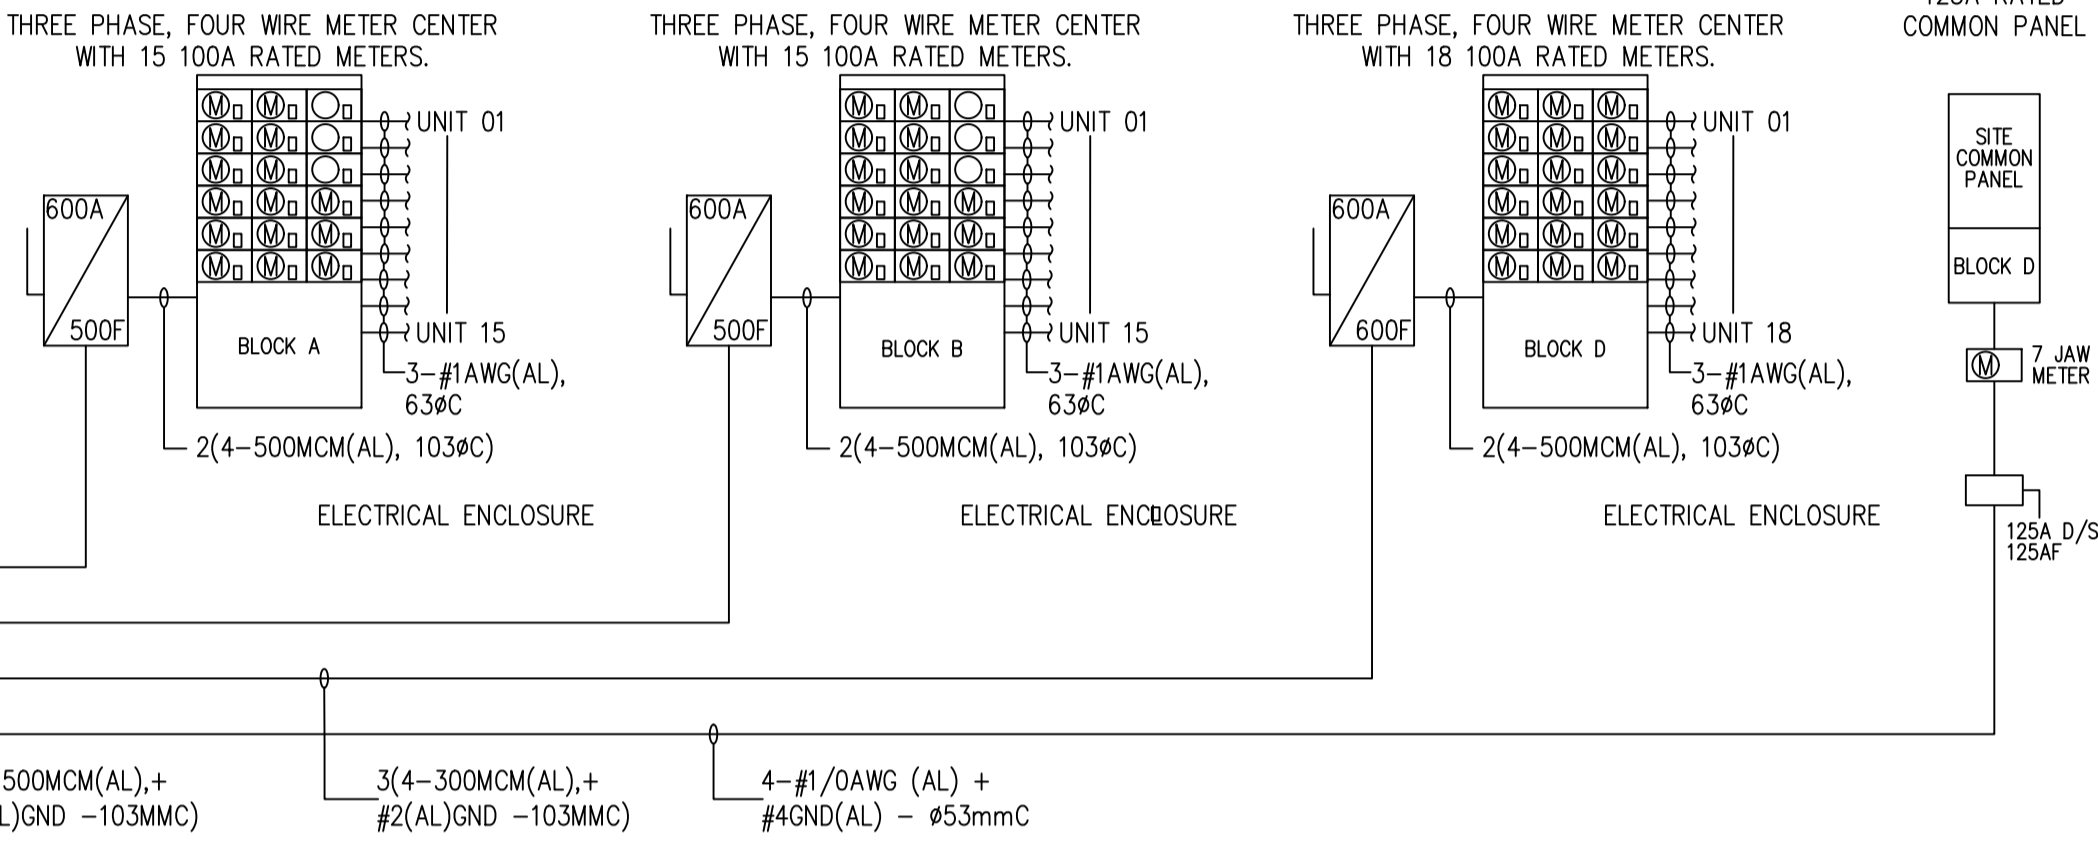 THREE PHASE, FOUR WIRE METER CENTER
WITH 15 100A RATED METERS.
M M
M M
M M
M M M
M M M
M M M
UNIT 01
600A
500F
BLOCK A
UNIT 15
3-#1AWG(AL),
63øC
2(4-500MCM(AL), 103øC)
ELECTRICAL ENCLOSURE
THREE PHASE, FOUR WIRE METER CENTER
WITH 15 100A RATED METERS.
M M
M M
M M
M M M
M M M
M M M
UNIT 01
600A
500F
BLOCK B
UNIT 15
3-#1AWG(AL),
63øC
2(4-500MCM(AL), 103øC)
ELECTRICAL ENCLOSURE
THREE PHASE, FOUR WIRE METER CENTER
WITH 18 100A RATED METERS.
M M M
M M M
M M M
M M M
M M M
M M M
UNIT 01
600A
600F
BLOCK D
UNIT 18
3-#1AWG(AL),
63øC
2(4-500MCM(AL), 103øC)
ELECTRICAL ENCLOSURE
125A RATED
COMMON PANEL
SITE
COMMON
PANEL
BLOCK D
M
7 JAW
METER
125A D/S
125AF
500MCM(AL),+
L)GND -103MMC)
3(4-300MCM(AL),+
#2(AL)GND -103MMC)
4-#1/0AWG (AL) +
#4GND(AL) - ø53mmC